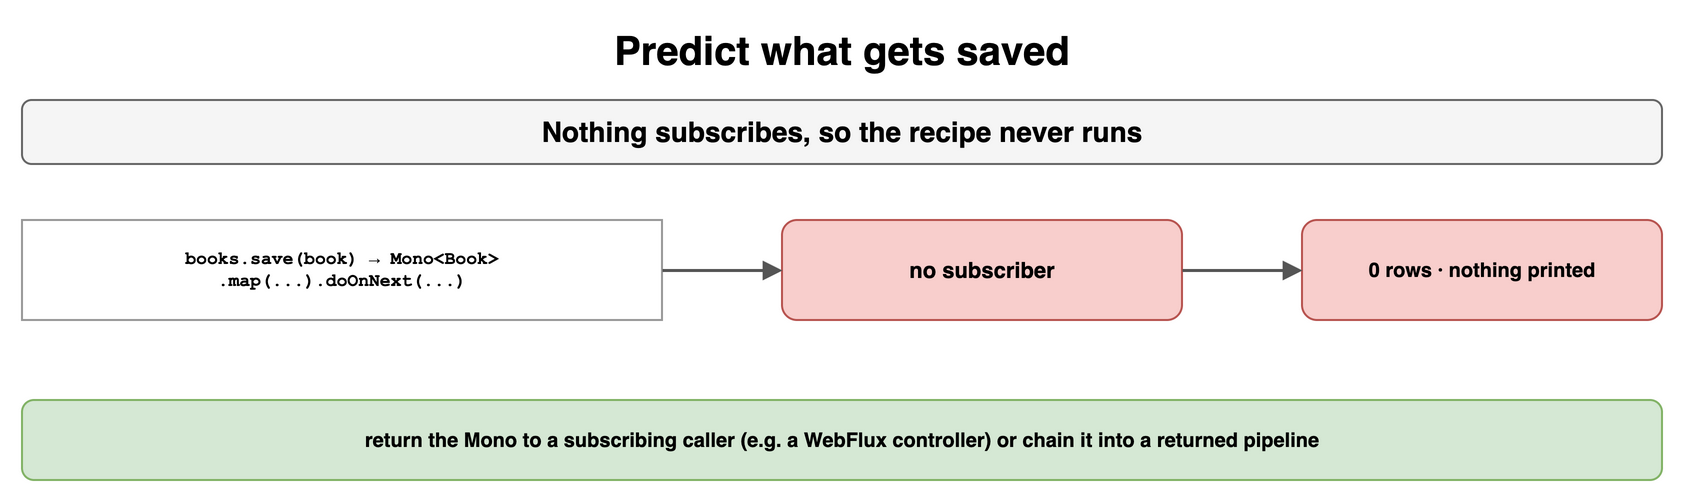 Predict what gets saved
Nothing subscribes, so the recipe never runs
books.save(book) → Mono<Book>
.map(...).doOnNext(...)
no subscriber
0 rows · nothing printed
return the Mono to a subscribing caller (e.g. a WebFlux controller) or chain it into a returned pipeline